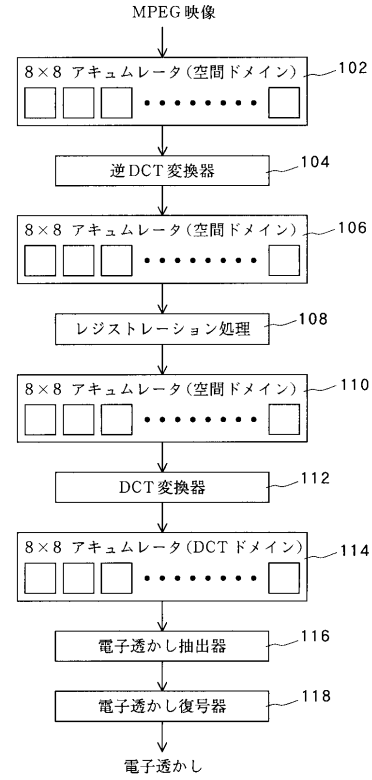 MPEG 映像
8×8 アキュムレータ(空間ドメイン)
102
逆DCT変換器
104
8×8 アキュムレータ(空間ドメイン)
106
レジストレーション処理
108
8×8 アキュムレータ(空間ドメイン)
110
DCT変換器
112
8×8 アキュムレータ(DCTドメイン)
114
電子透かし抽出器
116
電子透かし復号器
118
電子透かし